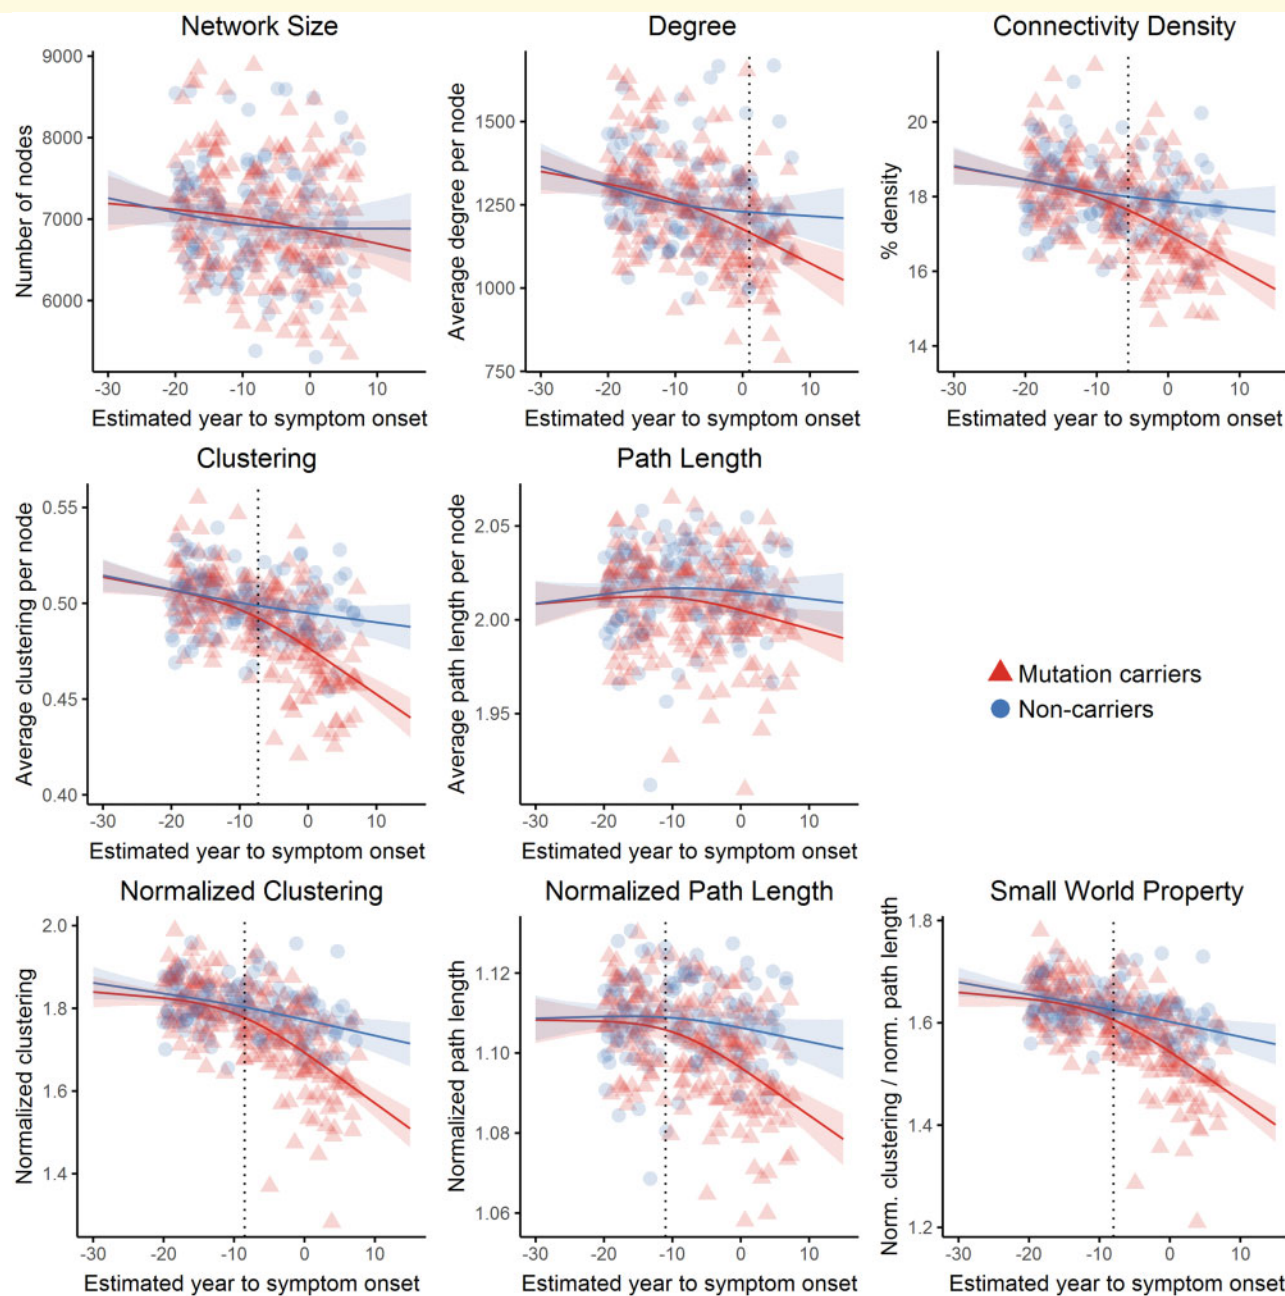 Network Size
Number of nodes
9000
8000
7000
6000
-30 -20 -10 0 10
Estimated year to symptom onset
Degree
Average degree per node
1500
1250
1000
750
-30 -20 -10 0 10
Estimated year to symptom onset
Connectivity Density
% density
20
18
16
14
-30 -20 -10 0 10
Estimated year to symptom onset
Clustering
Average clustering per node
0.55
0.50
0.45
0.40
-30 -20 -10 0 10
Estimated year to symptom onset
Path Length
Average path length per node
2.05
2.00
1.95
-30 -20 -10 0 10
Estimated year to symptom onset
Mutation carriers
Non-carriers
Normalized Clustering
Normalized clustering
2.0
1.8
1.6
1.4
-30 -20 -10 0 10
Estimated year to symptom onset
Normalized Path Length
Normalized path length
1.12
1.10
1.08
1.06
-30 -20 -10 0 10
Estimated year to symptom onset
Small World Property
Norm. clustering / norm. path length
1.8
1.6
1.4
1.2
-30 -20 -10 0 10
Estimated year to symptom onset